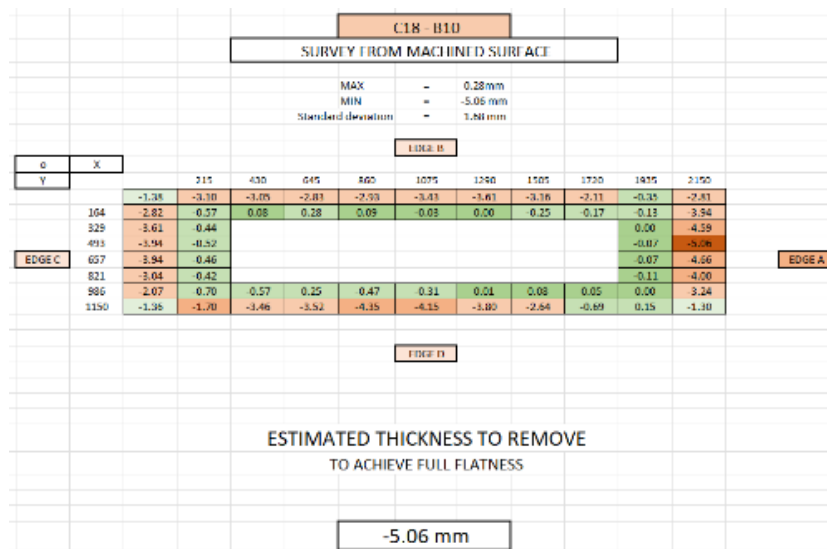 C18 - B10
SURVEY FROM MACHINED SURFACE
MAX = 0.28mm
MIN = -5.06 mm
Standard deviation = 1.68 mm
EDGE B
o X
Y 215 430 645 860 1075 1290 1505 1720 1935 2150
-1.38 -3.10 -3.05 -2.83 -2.93 -3.43 -3.61 -3.16 -2.11 -0.35 -2.81
164 -2.82 -0.57 0.08 0.28 0.09 -0.03 0.00 -0.25 -0.17 -0.13 -3.94
329 -3.61 -0.44 0.00 -4.59
493 -3.94 -0.52 -0.07 -5.06
EDGE C 657 -3.94 -0.46 -0.07 -4.66 EDGE A
821 -3.04 -0.42 -0.11 -4.00
986 -2.07 0.70 -0.57 0.25 -0.47 -0.31 0.01 0.08 0.05 0.00 -3.24
1150 -1.36 -1.70 -3.46 -3.52 -4.35 -4.15 -3.80 -2.64 -0.69 0.15 -1.30
EDGE D
ESTIMATED THICKNESS TO REMOVE
TO ACHIEVE FULL FLATNESS
-5.06 mm